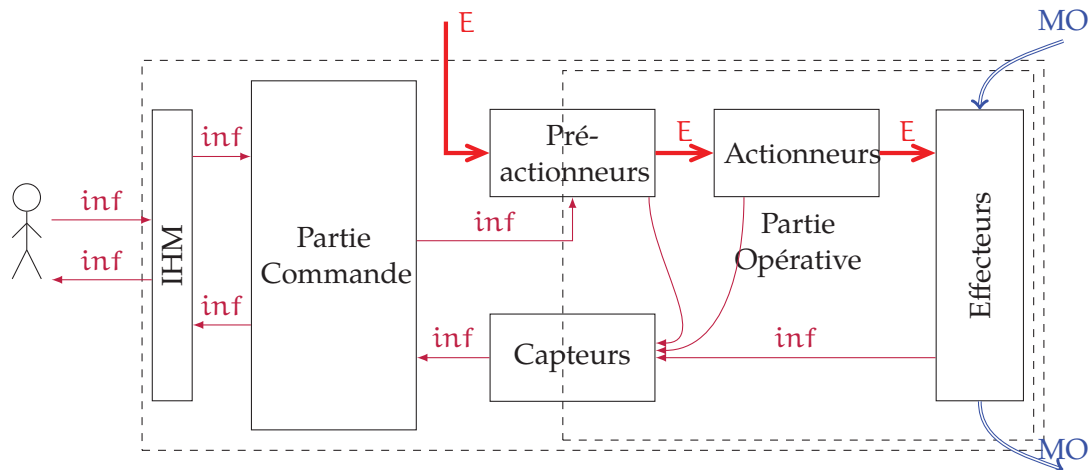 E
MO
inf
inf
inf
inf
IHM
Partie
Commande
inf
inf
Pré-
actionneurs
E
Actionneurs
E
Partie
Opérative
Capteurs
inf
Effecteurs
MO